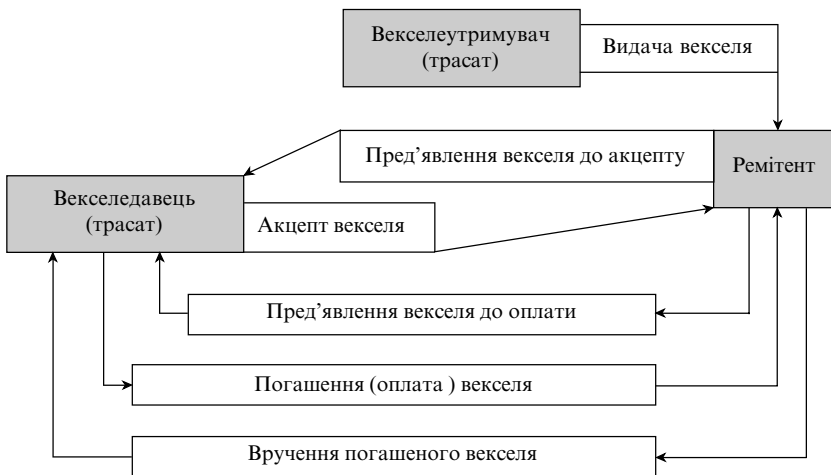 Векселеутримувач
(трасат)
Видача векселя
Пред’явлення векселя до акцепту
Ремітент
Векселедавець
(трасат)
Акцепт векселя
Пред’явлення векселя до оплати
Погашення (оплата ) векселя
Вручення погашеного векселя